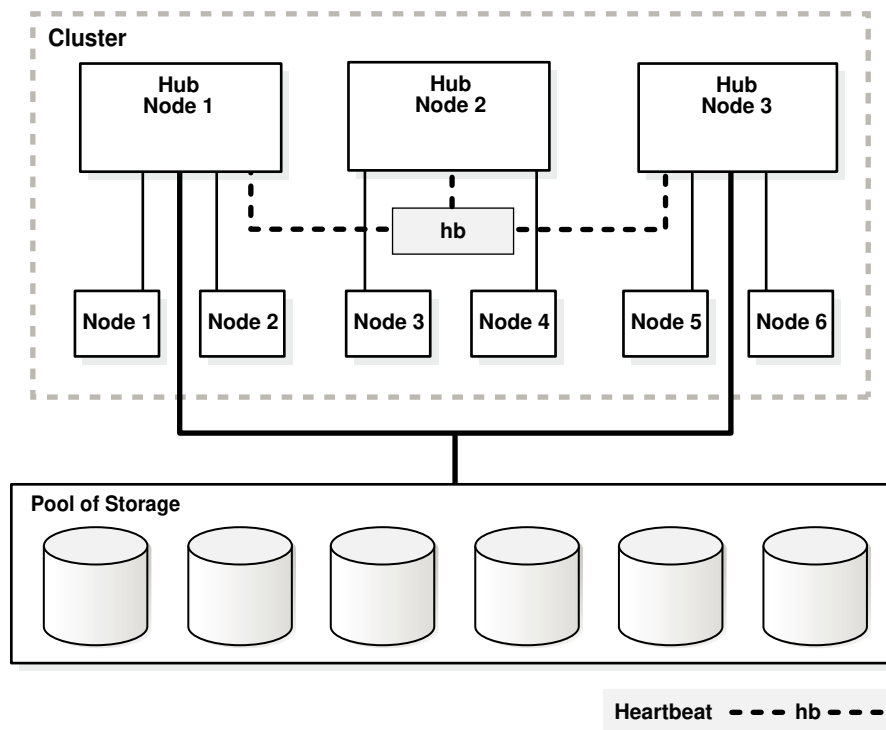 Cluster
Hub
Node 1
Hub
Node 2
Hub
Node 3
hb
Node 1
Node 2
Node 3
Node 4
Node 5
Node 6
Pool of Storage
Heartbeat
hb